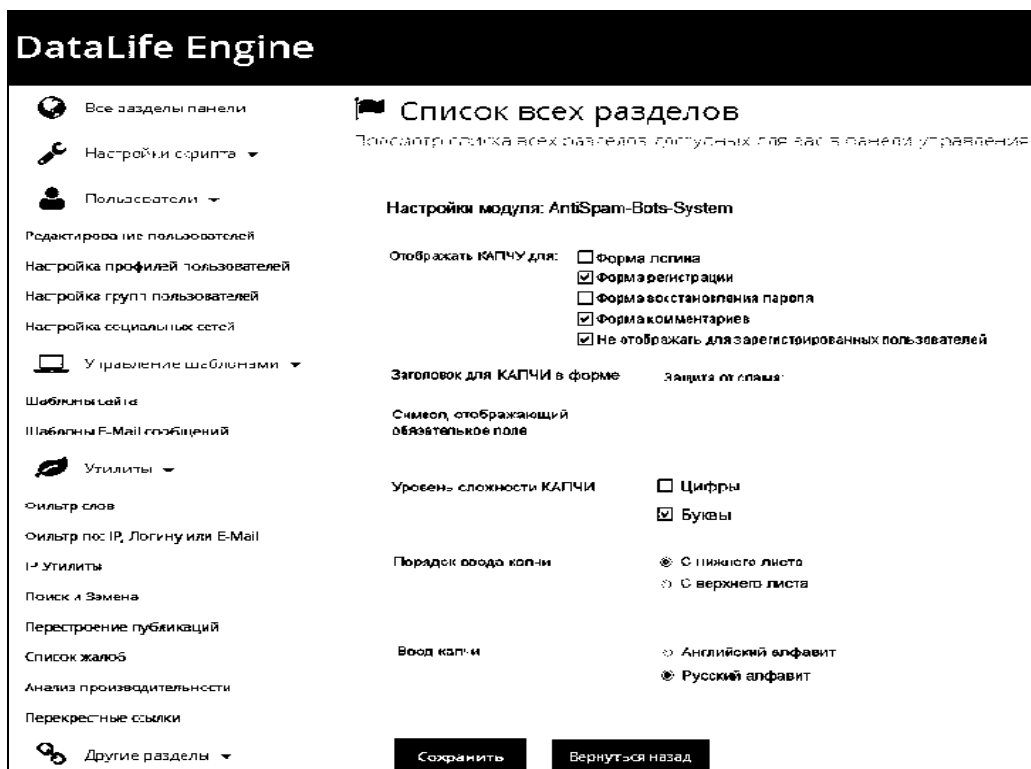 DataLife Engine
Все разделы панели
Настройки скрипта
Пользователи
Редактирование пользователей
Настройка профилей пользователей
Настройка групп пользователей
Настройка социальных сетей
Управление шаблонами
Шаблоны сайта
Шаблоны E-Mail сообщений
Утилиты
Фильтр слов
Фильтр по: IP, Логину или E-Mail
IP Утилиты
Поиск и Замена
Перестроение публикаций
Список жалоб
Анализ производительности
Перекрестные ссылки
Другие разделы
Список всех разделов
Просмотр списка всех разделов доступных для вас в панели управления
Настройки модуля: AntiSpam-Bots-System
Отображать КАПЧУ для:
Форма логина
Форма регистрации
Форма восстановления пароля
Форма комментариев
Не отображать для зарегистрированных пользователей
Заголовок для КАПЧИ в форме
Защита от спама:
Символ, отображающий
обязательное поле
Уровень сложности КАПЧИ
Цифры
Буквы
Порядок ввода капчи
С нижнего листа
С верхнего листа
Ввод капчи
Английский алфавит
Русский алфавит
Сохранить
Вернуться назад